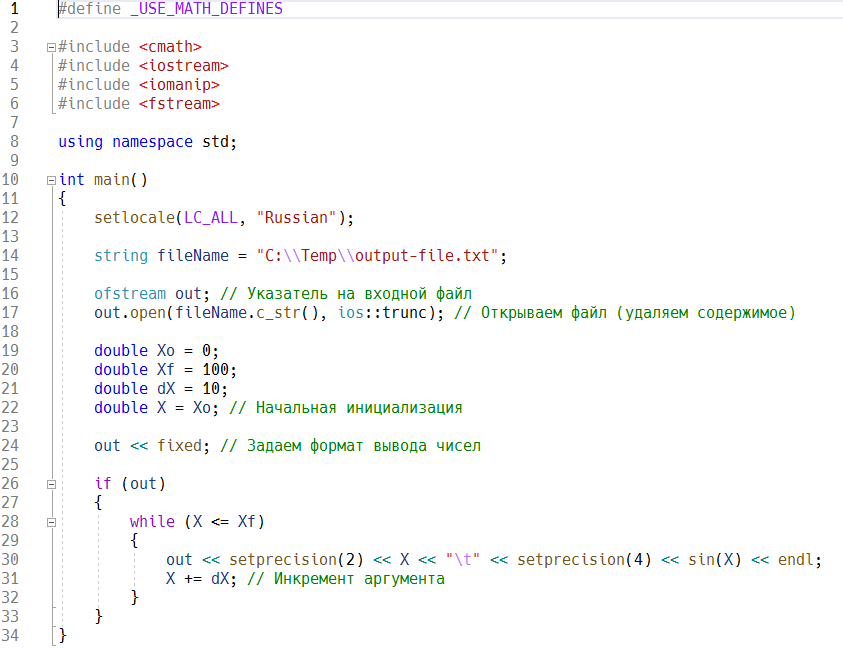 1 #define _USE_MATH_DEFINES
2
3 #include <cmath>
4 #include <iostream>
5 #include <iomanip>
6 #include <fstream>
7
8 using namespace std;
9
10 int main()
11 {
12 setlocale(LC_ALL, "Russian");
13
14 string fileName = "C:\\Temp\\output-file.txt";
15
16 ofstream out; // Указатель на входной файл
17 out.open(fileName.c_str(), ios::trunc); // Открываем файл (удаляем содержимое)
18
19 double Xo = 0;
20 double Xf = 100;
21 double dX = 10;
22 double X = Xo; // Начальная инициализация
23
24 out << fixed; // Задаем формат вывода чисел
25
26 if (out)
27 {
28 while (X <= Xf)
29 {
30 out << setprecision(2) << X << "\t" << setprecision(4) << sin(X) << endl;
31 X += dX; // Инкремент аргумента
32 }
33 }
34 }